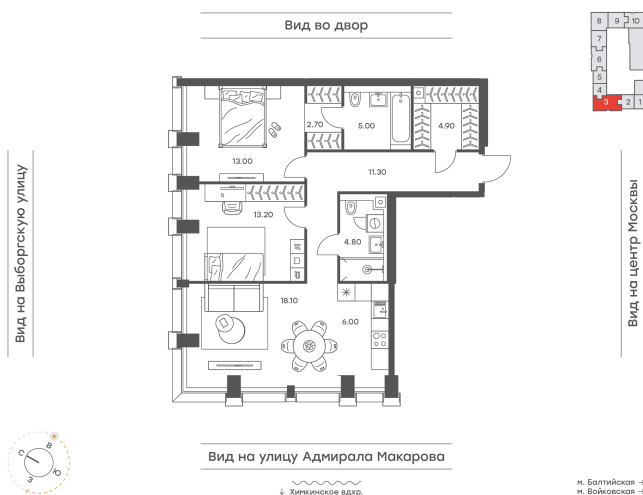 Вид во двор
8 9 10
7
6
5
4
3 2 1
2.70
5.00
4.90
13.00
11.30
13.20
4.80
18.10
6.00
Вид на Выборгскую улицу
Вид на центр Москвы
Вид на улицу Адмирала Макарова
↓ Химкинское вдхр.
С В
З Ю
м. Балтийская
м. Войковская